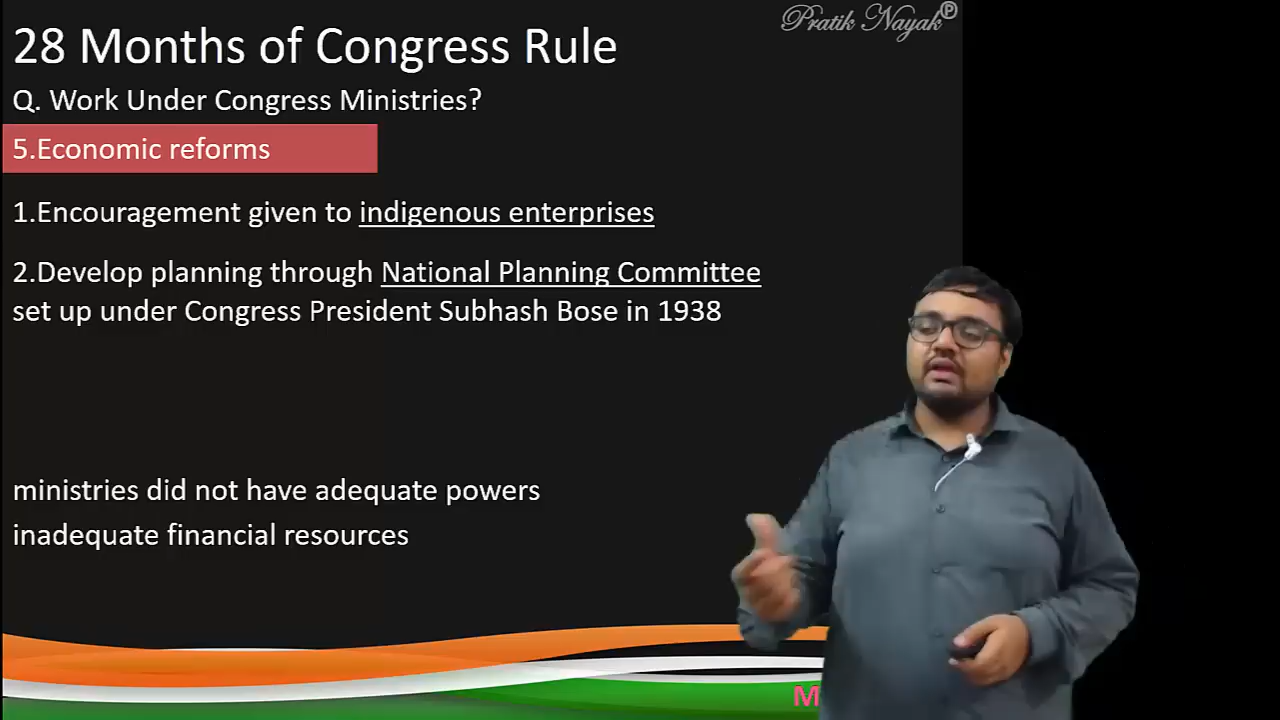 Pratik Nayak ℗
28 Months of Congress Rule
Q. Work Under Congress Ministries?
5.Economic reforms
1.Encouragement given to indigenous enterprises
2.Develop planning through National Planning Committee
set up under Congress President Subhash Bose in 1938
ministries did not have adequate powers
inadequate financial resources
M